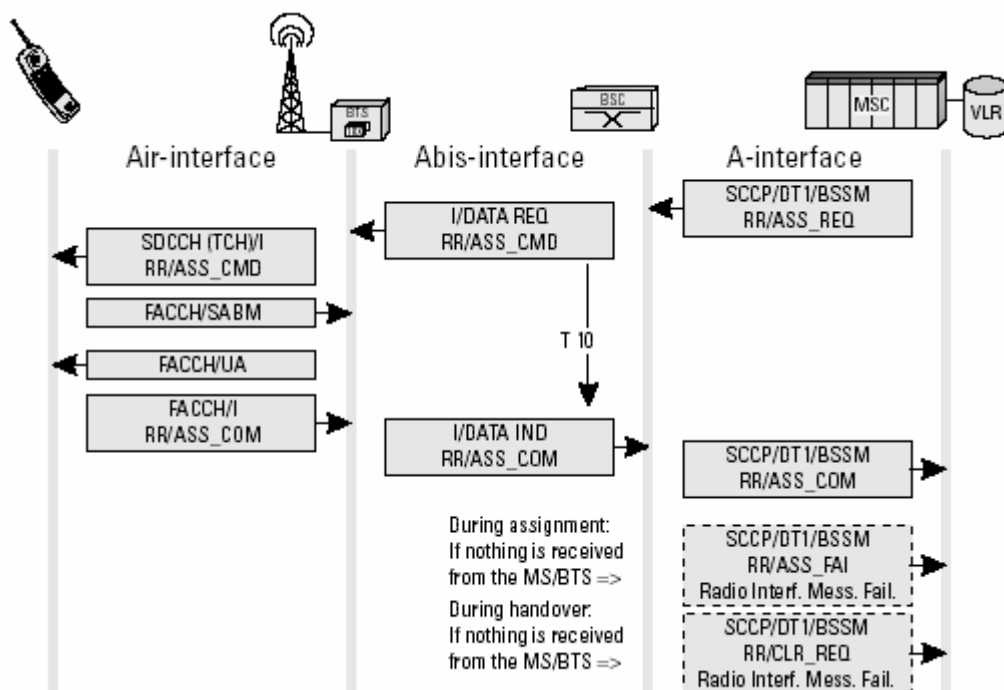 BTS
BSC
MSC
VLR
Air-interface
Abis-interface
A-interface
SCCP/DT1/BSSM
RR/ASS_REQ
I/DATA REQ
RR/ASS_CMD
SDCCH (TCH)/I
RR/ASS_CMD
FACCH/SABM
T 10
FACCH/UA
FACCH/I
RR/ASS_COM
I/DATA IND
RR/ASS_COM
SCCP/DT1/BSSM
RR/ASS_COM
During assignment:
If nothing is received
from the MS/BTS =>
SCCP/DT1/BSSM
RR/ASS_FAI
Radio Interf. Mess. Fail.
During handover:
If nothing is received
from the MS/BTS =>
SCCP/DT1/BSSM
RR/CLR_REQ
Radio Interf. Mess. Fail.